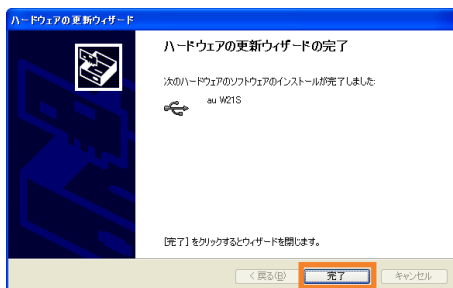 ハードウェアの更新ウィザード
ハードウェアの更新ウィザードの完了
次のハードウェアのソフトウェアのインストールが完了しました:
au W21S
[完了] をクリックするとウィザードを閉じます。
< 戻る(B)
完了
キャンセル